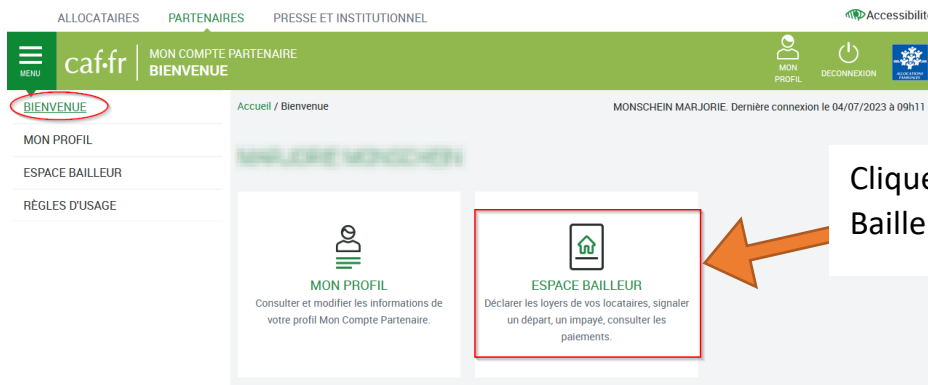 ALLOCATAIRES PARTENAIRES PRESSE ET INSTITUTIONNEL
MENU
caf.fr
MON COMPTE PARTENAIRE
BIENVENUE
MON
PROFIL
DECONNEXION
ALLOCATIONS
FAMILIALES
BIENVENUE
MON PROFIL
ESPACE BAILLEUR
RÈGLES D'USAGE
Accueil / Bienvenue
MONSCHEIN MARJORIE. Dernière connexion le 04/07/2023 à 09h11
MON PROFIL
Consulter et modifier les informations de
votre profil Mon Compte Partenaire.
ESPACE BAILLEUR
Déclarer les loyers de vos locataires, signaler
un départ, un impayé, consulter les
paiements.